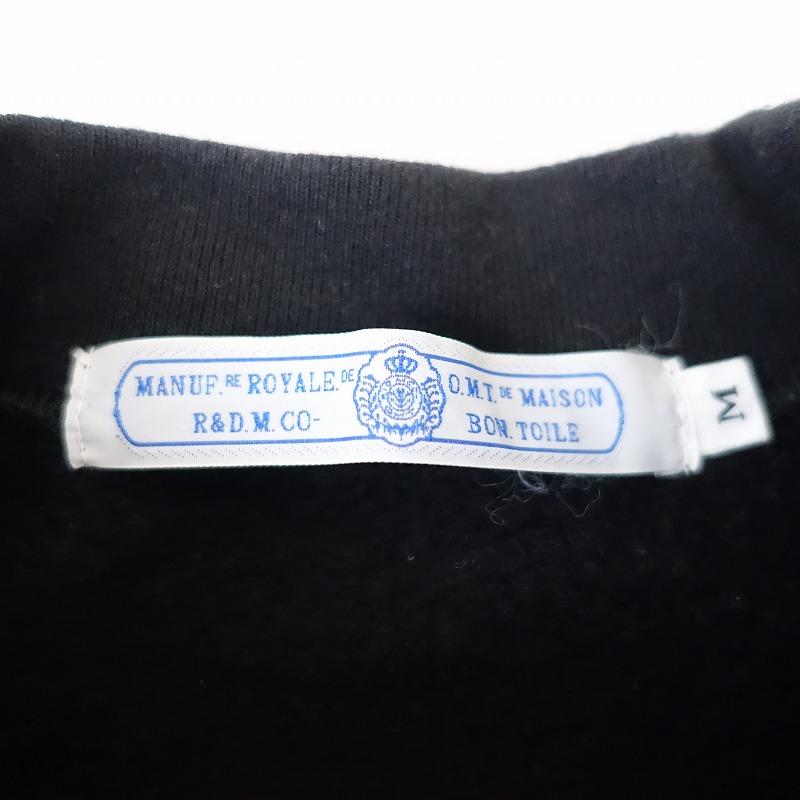 MANUF.RE ROYALE.DE
R&D.M.CO-
O.M.T.DE MAISON
BON.TOILE
M